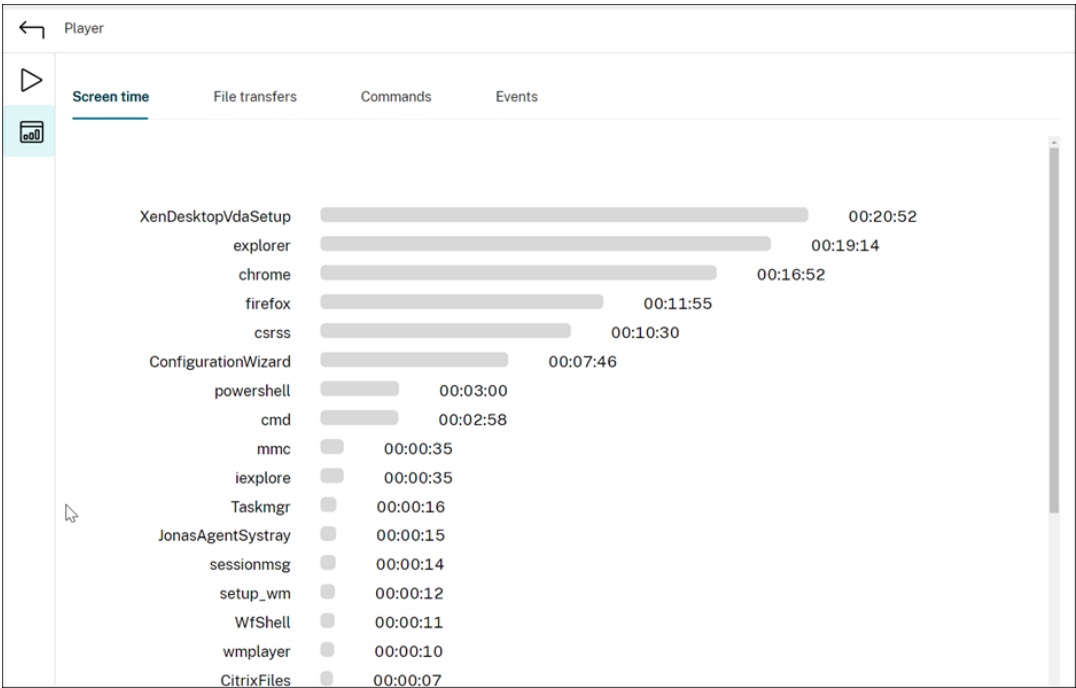 Player
Screen time File transfers Commands Events
XenDesktopVdaSetup 00:20:52
explorer 00:19:14
chrome 00:16:52
firefox 00:11:55
csrss 00:10:30
ConfigurationWizard 00:07:46
powershell 00:03:00
cmd 00:02:58
mmc 00:00:35
iexplore 00:00:35
Taskmgr 00:00:16
JonasAgentSystray 00:00:15
sessionmsg 00:00:14
setup_wm 00:00:12
WfShell 00:00:11
wmplayer 00:00:10
CitrixFiles 00:00:07